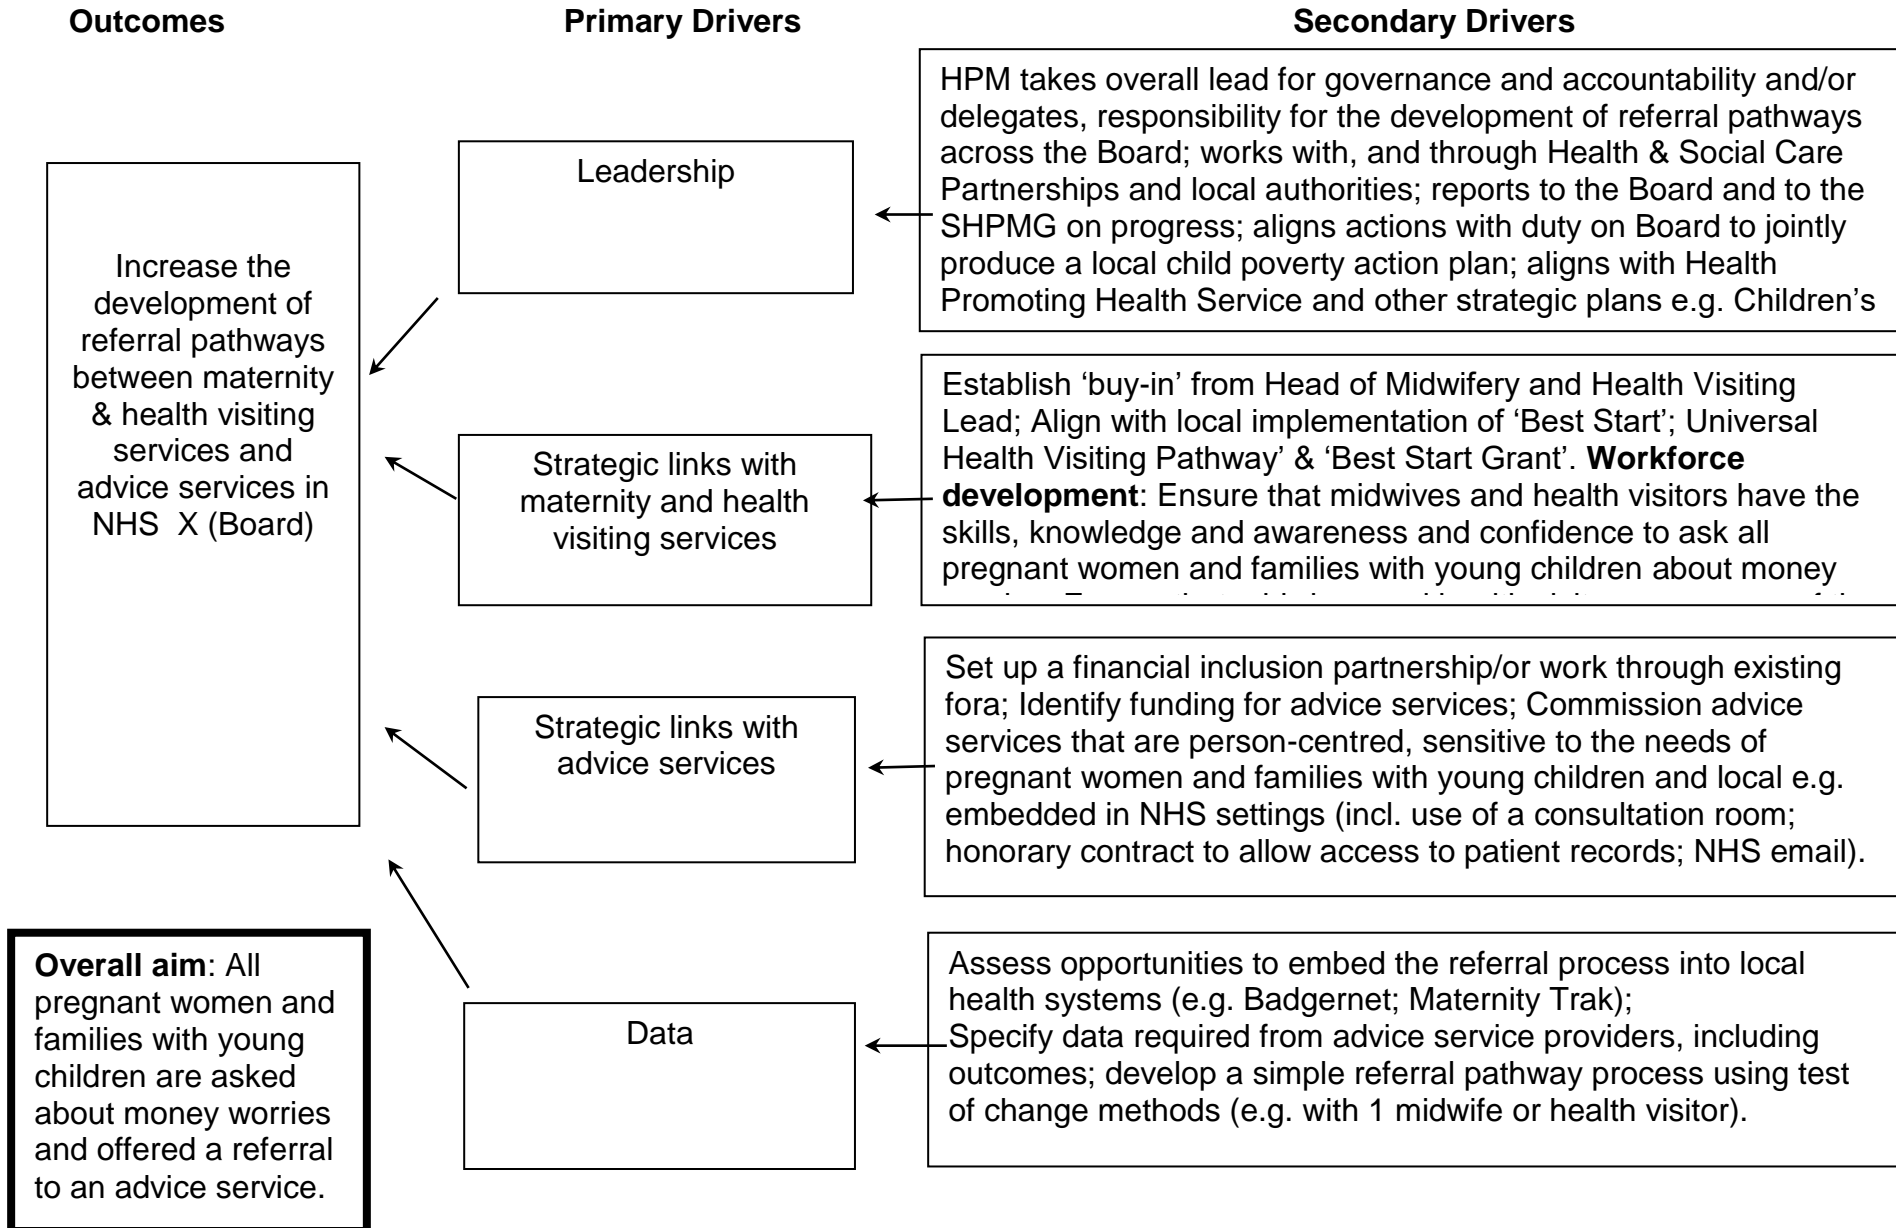 Outcomes
Primary Drivers
Secondary Drivers
Increase the
development of
referral pathways
between maternity
& health visiting
services and
advice services in
NHS  X (Board)
Overall aim: All
pregnant women and
families with young
children are asked
about money worries
and offered a referral
to an advice service.
Leadership
Strategic links with
maternity and health
visiting services
Strategic links with
advice services
Data
HPM takes overall lead for governance and accountability and/or
delegates, responsibility for the development of referral pathways
across the Board; works with, and through Health & Social Care
Partnerships and local authorities; reports to the Board and to the
SHPMG on progress; aligns actions with duty on Board to jointly
produce a local child poverty action plan; aligns with Health
Promoting Health Service and other strategic plans e.g. Children’s
Establish ‘buy-in’ from Head of Midwifery and Health Visiting
Lead; Align with local implementation of ‘Best Start’; Universal
Health Visiting Pathway’ & ‘Best Start Grant’. Workforce
development: Ensure that midwives and health visitors have the
skills, knowledge and awareness and confidence to ask all
pregnant women and families with young children about money
Set up a financial inclusion partnership/or work through existing
fora; Identify funding for advice services; Commission advice
services that are person-centred, sensitive to the needs of
pregnant women and families with young children and local e.g.
embedded in NHS settings (incl. use of a consultation room;
honorary contract to allow access to patient records; NHS email).
Assess opportunities to embed the referral process into local
health systems (e.g. Badgernet; Maternity Trak);
Specify data required from advice service providers, including
outcomes; develop a simple referral pathway process using test
of change methods (e.g. with 1 midwife or health visitor).